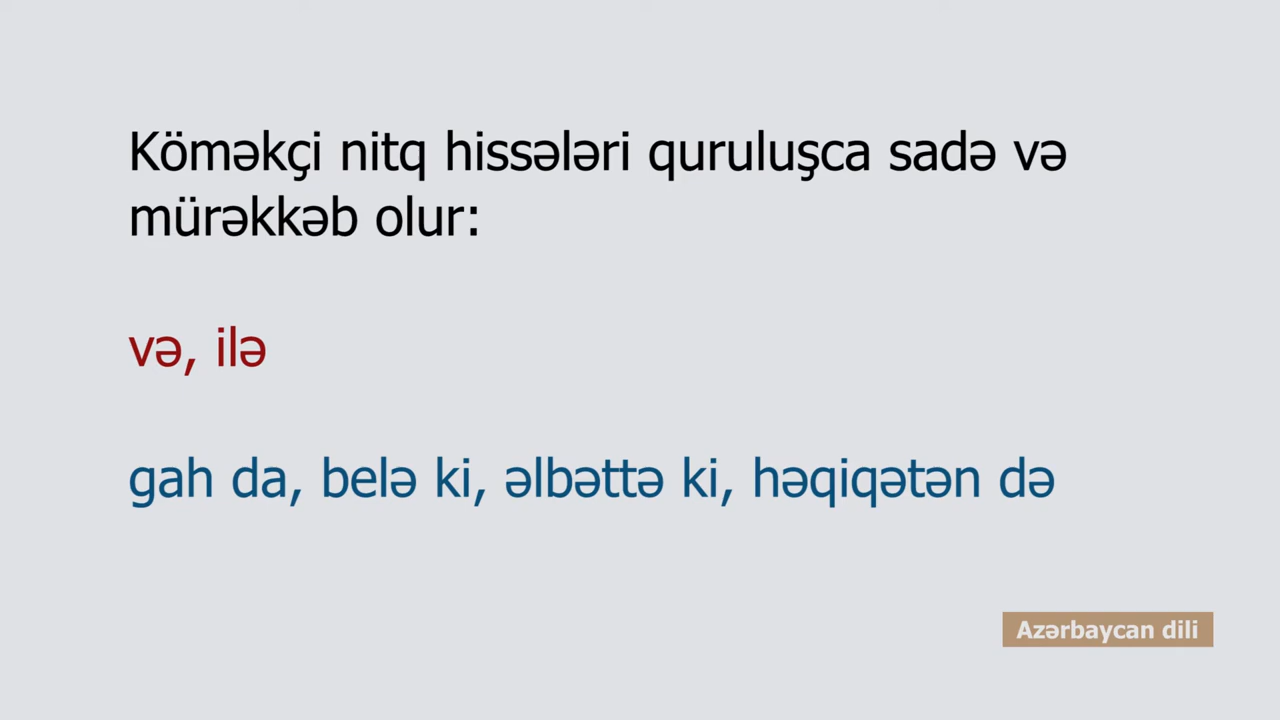 Köməkçi nitq hissələri quruluşca sadə və
mürəkkəb olur:
və, ilə
gah da, belə ki, əlbəttə ki, həqiqətən də
Azərbaycan dili